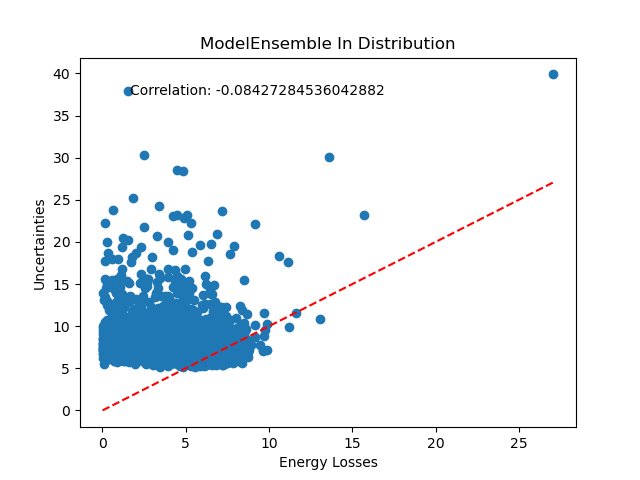 ModelEnsemble In Distribution
Correlation: -0.08427284536042882
Uncertainties
40
35
30
25
20
15
10
5
0
0 5 10 15 20 25
Energy Losses